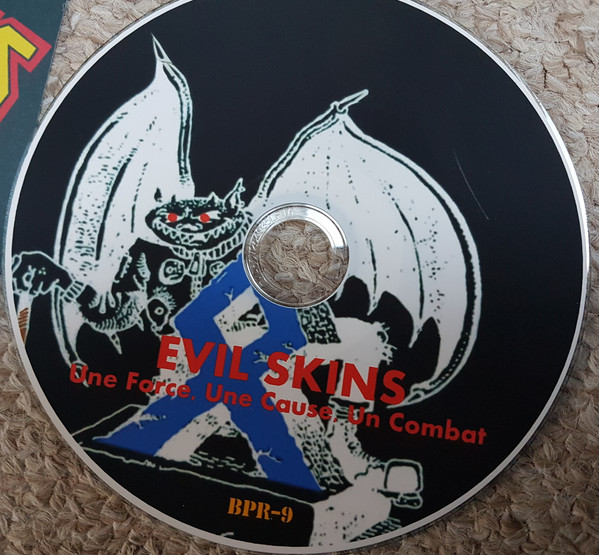 EVIL SKINS
Une Force, Une Cause, Un Combat
BPR-9